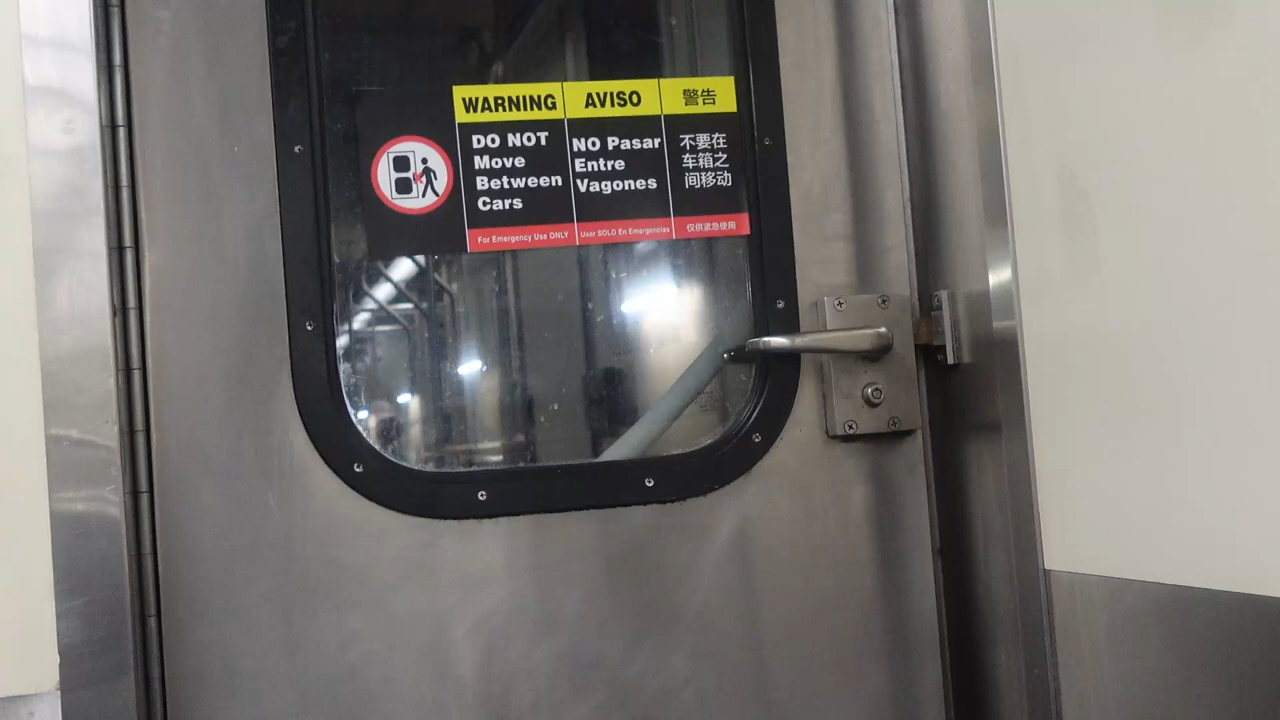 WARNING
DO NOT
Move
Between
Cars
For Emergency Use ONLY
AVISO
NO Pasar
Entre
Vagones
Usar SOLO En Emergencias
警告
不要在
车箱之
间移动
仅供紧急使用